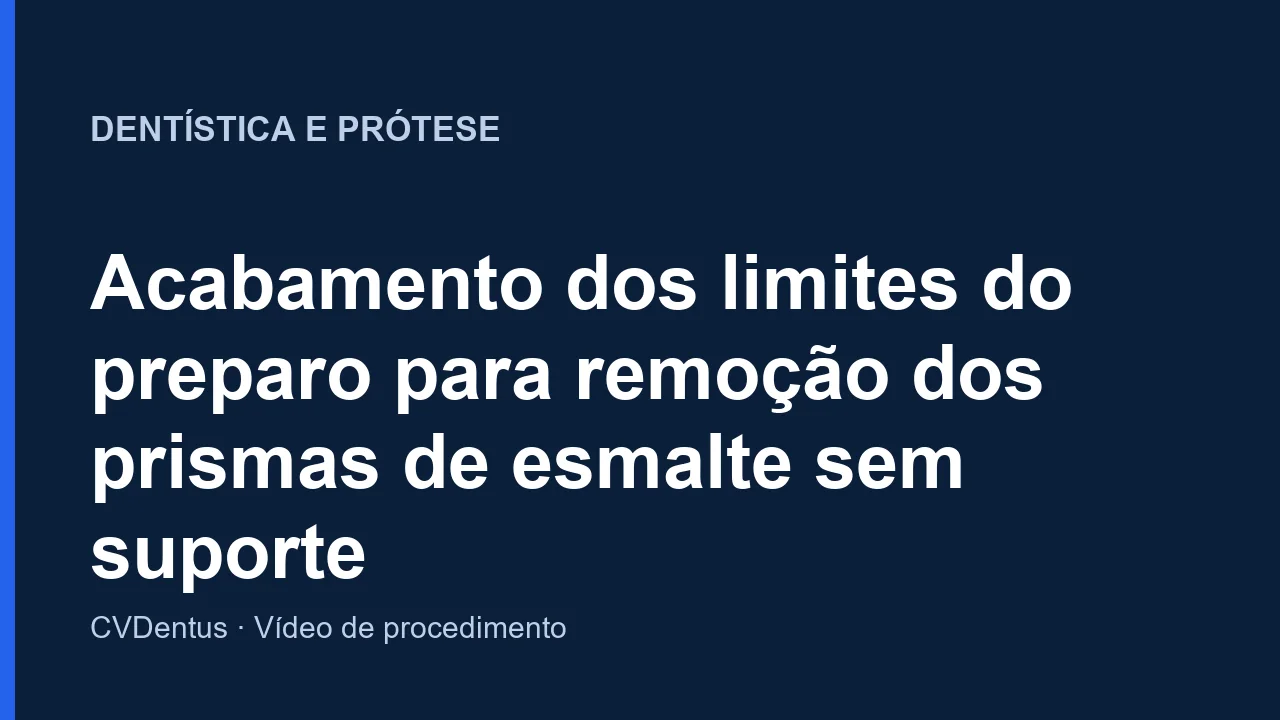 DENTÍSTICA E PRÓTESE
Acabamento dos limites do
preparo para remoção dos
prismas de esmalte sem
suporte
CVDentus · Vídeo de procedimento